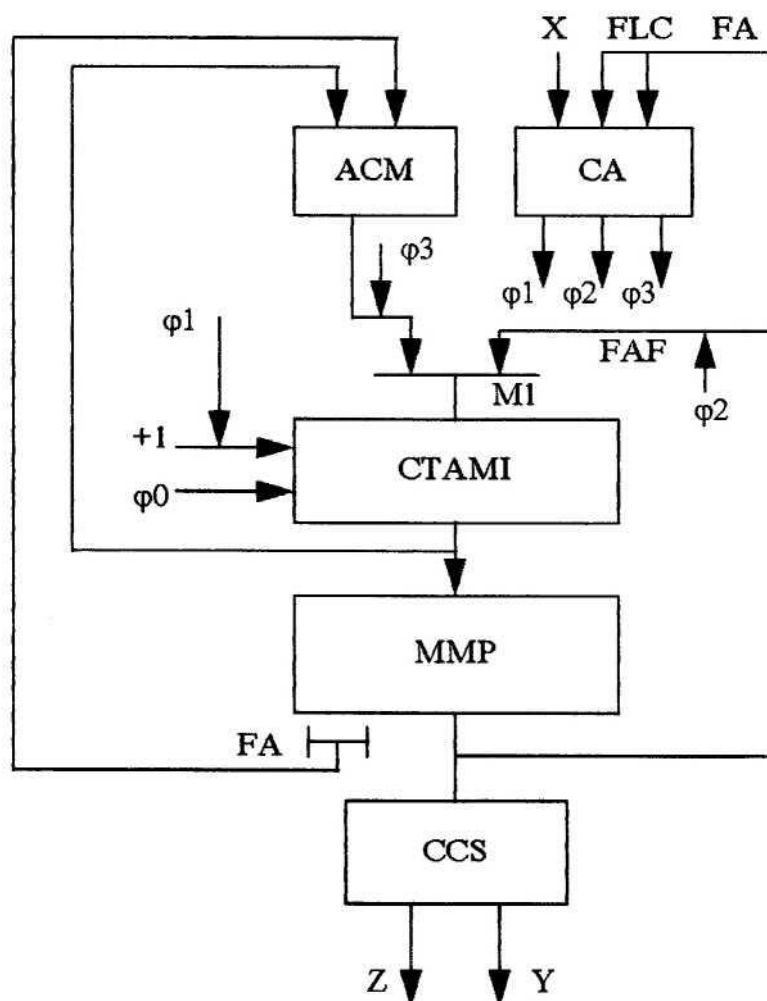 X FLC FA
ACM CA
φ3
φ1 φ2 φ3
φ1
FAF
M1
φ2
+1
CTAMI
φ0
MMP
FA
CCS
Z Y